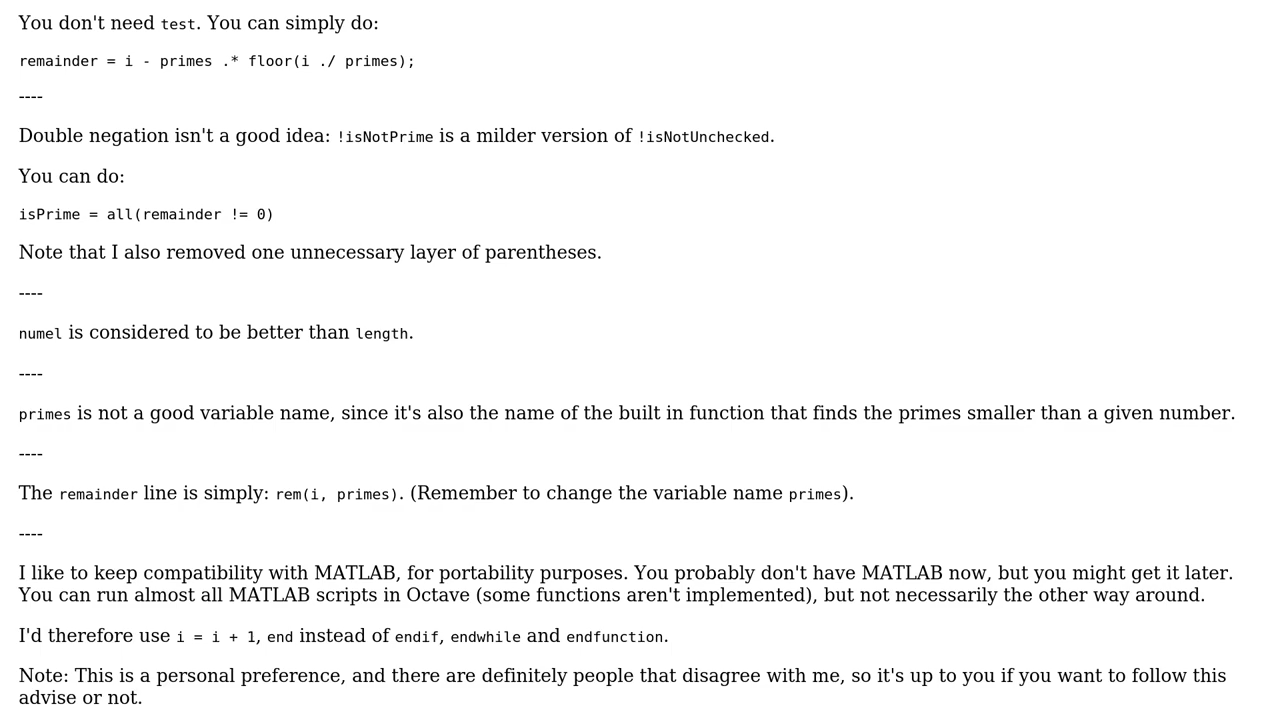 You don't need test. You can simply do:
remainder = i - primes .* floor(i ./ primes);
----
Double negation isn't a good idea: !isNotPrime is a milder version of !isNotUnchecked.
You can do:
isPrime = all(remainder != 0)
Note that I also removed one unnecessary layer of parentheses.
----
numel is considered to be better than length.
----
primes is not a good variable name, since it's also the name of the built in function that finds the primes smaller than a given number.
----
The remainder line is simply: rem(i, primes). (Remember to change the variable name primes).
----
I like to keep compatibility with MATLAB, for portability purposes. You probably don't have MATLAB now, but you might get it later.
You can run almost all MATLAB scripts in Octave (some functions aren't implemented), but not necessarily the other way around.
I'd therefore use i = i + 1, end instead of endif, endwhile and endfunction.
Note: This is a personal preference, and there are definitely people that disagree with me, so it's up to you if you want to follow this
advise or not.